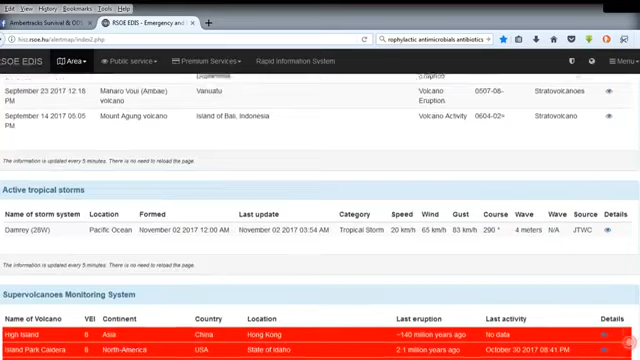 Edit View History Bookmarks Tools Help
Ambertracks Survival & ODS
RSOE EDIS - Emergency and
hisz.rsoe.hu/alertmap/index2.php
rophylactic antimicrobials antibiotics
RSOE EDIS Area Public service Premium Services Rapid Information System Menu
Eruption
September 23 2017 12:18 PM Manaro Voui (Ambae) volcano Vanuatu Volcano Eruption 0507-08- Stratovolcanoes
September 14 2017 05:05 PM Mount Agung volcano Island of Bali, Indonesia Volcano Activity 0604-02= Stratovolcano
The information is updated every 5 minutes. There is no need to reload the page.
Active tropical storms
Name of storm system Location Formed Last update Category Speed Wind Gust Course Wave Wave Source Details
Damrey (28W) Pacific Ocean November 02 2017 12:00 AM November 02 2017 03:54 AM Tropical Storm 20 km/h 65 km/h 83 km/h 290 ° 4 meters N/A JTWC
The information is updated every 5 minutes. There is no need to reload the page.
Supervolcanoes Monitoring System
Name of Volcano VEI Continent Country Location Last eruption Last activity Details
High Island 8 Asia China Hong Kong ~140 million years ago No data
Island Park Caldera 8 North-America USA State of Idaho 2.1 million years ago October 30 2017 08:41 PM